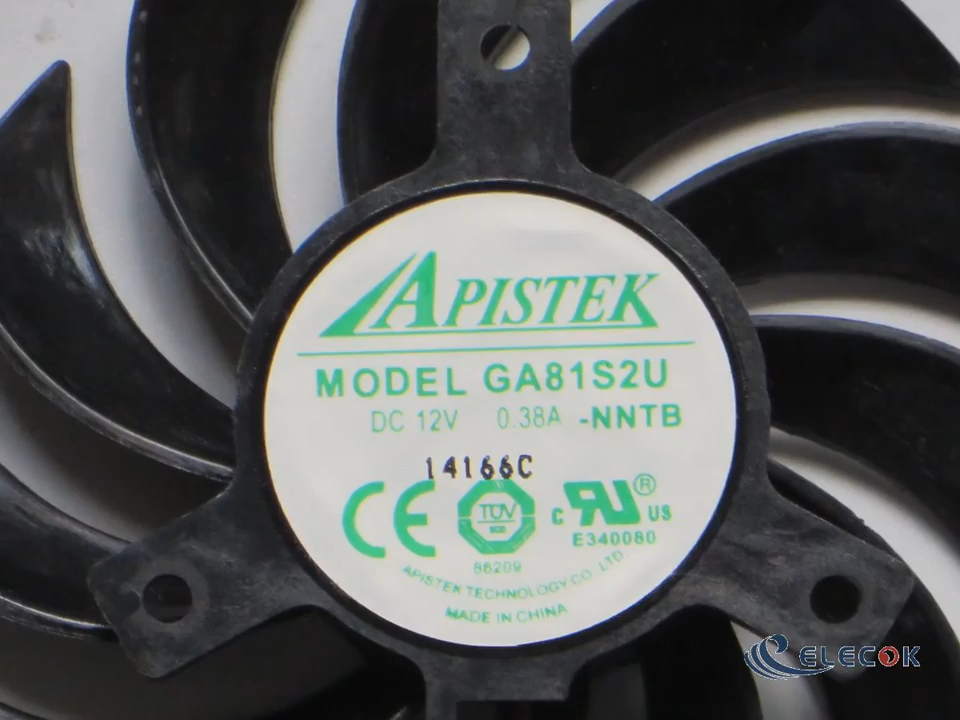 APISTEK
MODEL GA81S2U
DC 12V 0.38A -NNTB
14166C
CE TÜV C RU ® US
E340080
86209
APISTEK TECHNOLOGY CO. LTD
MADE IN CHINA
ELECOK